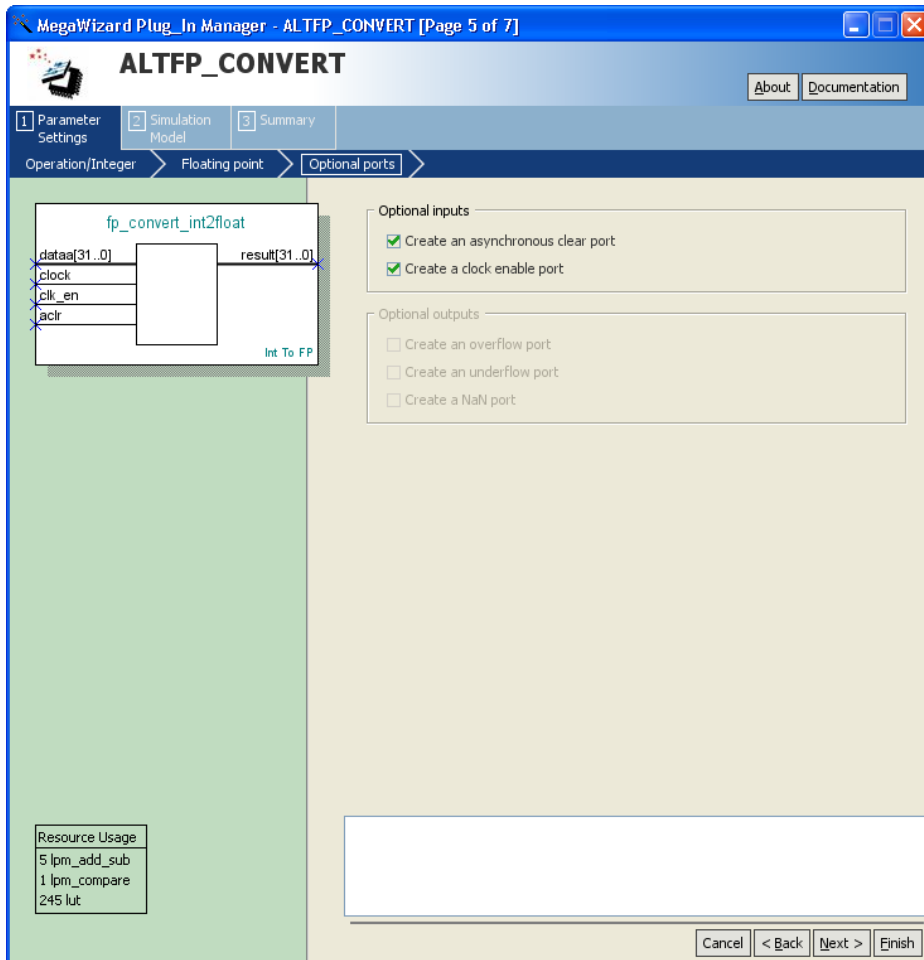 MegaWizard Plug_In Manager - ALTFP_CONVERT [Page 5 of 7]
ALTFP_CONVERT
About
Documentation
1 Parameter
Settings
2 Simulation
Model
3 Summary
Operation/Integer
Floating point
Optional ports
fp_convert_int2float
dataa[31..0]
result[31..0]
clock
clk_en
aclr
Int To FP
Optional inputs
Create an asynchronous clear port
Create a clock enable port
Optional outputs
Create an overflow port
Create an underflow port
Create a NaN port
Resource Usage
5 lpm_add_sub
1 lpm_compare
245 lut
Cancel
< Back
Next >
Finish